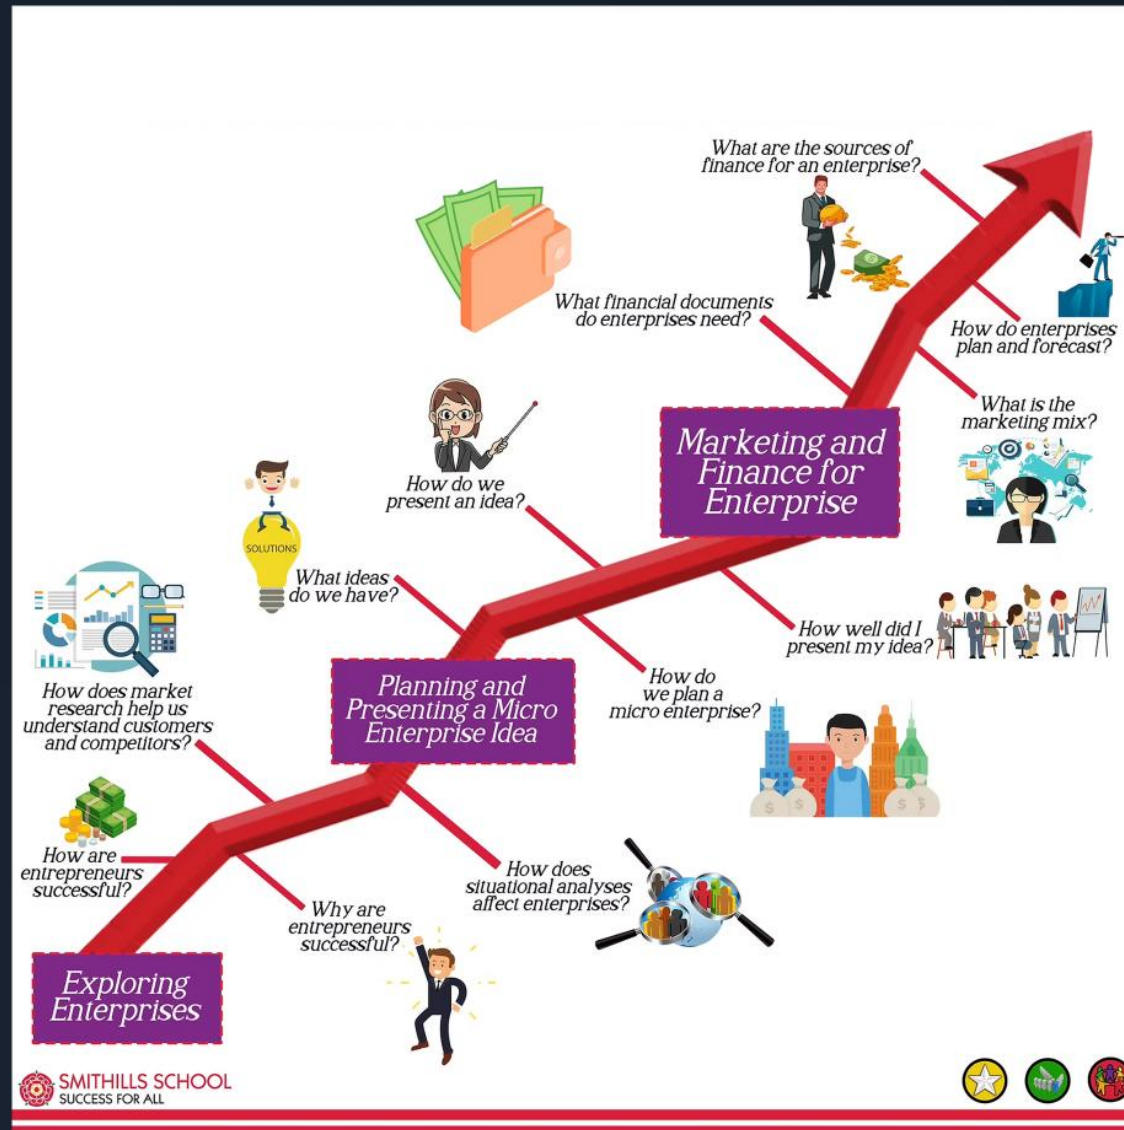 What are the sources of
finance for an enterprise?
What financial documents
do enterprises need?
How do enterprises
plan and forecast?
What is the
marketing mix?
Marketing and
Finance for
Enterprise
How do we
present an idea?
SOLUTIONS
What ideas
do we have?
How well did I
present my idea?
How do
we plan a
micro enterprise?
Planning and
Presenting a Micro
Enterprise Idea
How does market
research help us
understand customers
and competitors?
How are
entrepreneurs
successful?
How does
situational analyses
affect enterprises?
Why are
entrepreneurs
successful?
Exploring
Enterprises
SMITHILLS SCHOOL
SUCCESS FOR ALL